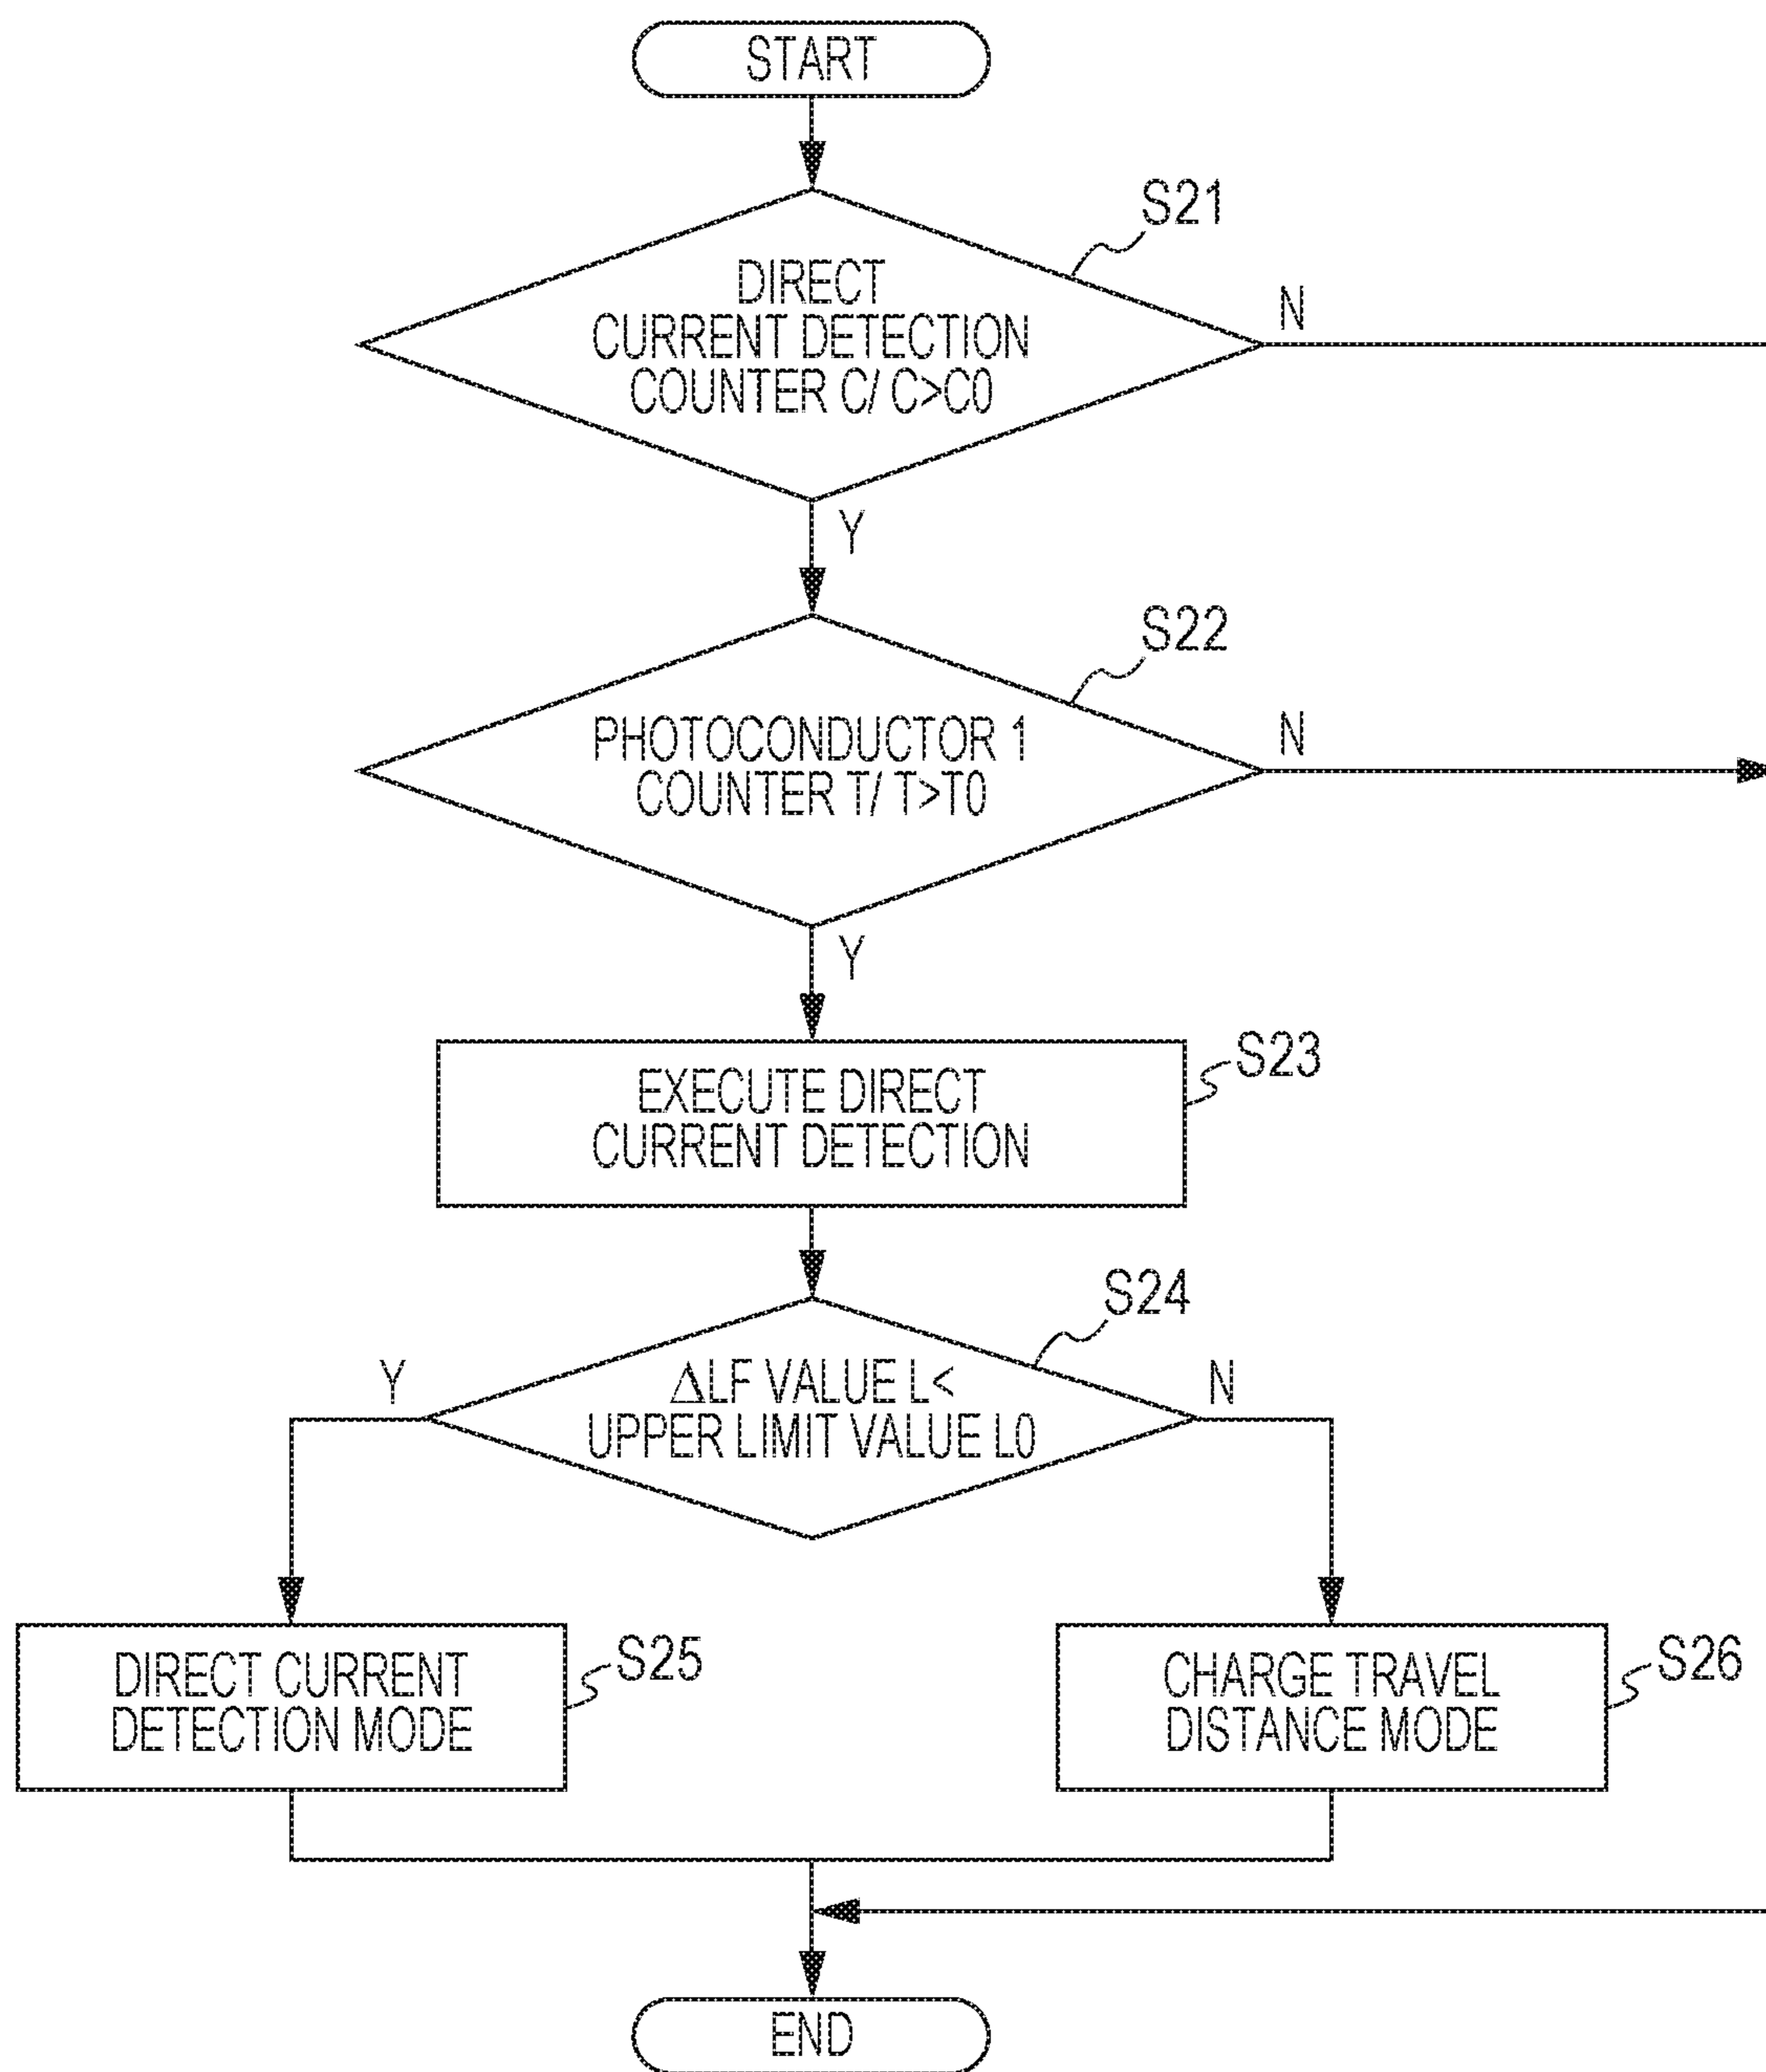 START
S21
DIRECT
CURRENT DETECTION
COUNTER C/ C>C0
N
Y
S22
PHOTOCONDUCTOR 1
COUNTER T/ T>T0
N
Y
S23
EXECUTE DIRECT
CURRENT DETECTION
S24
Y
ΔLF VALUE L<
UPPER LIMIT VALUE L0
N
DIRECT CURRENT
DETECTION MODE
S25
CHARGE TRAVEL
DISTANCE MODE
S26
END